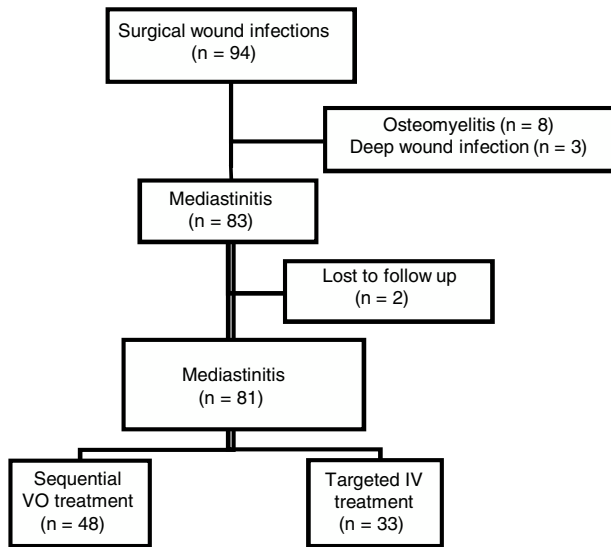 Surgical wound infections
(n = 94)
Osteomyelitis (n = 8)
Deep wound infection (n = 3)
Mediastinitis
(n = 83)
Lost to follow up
(n = 2)
Mediastinitis
(n = 81)
Sequential
VO treatment
(n = 48)
Targeted IV
treatment
(n = 33)